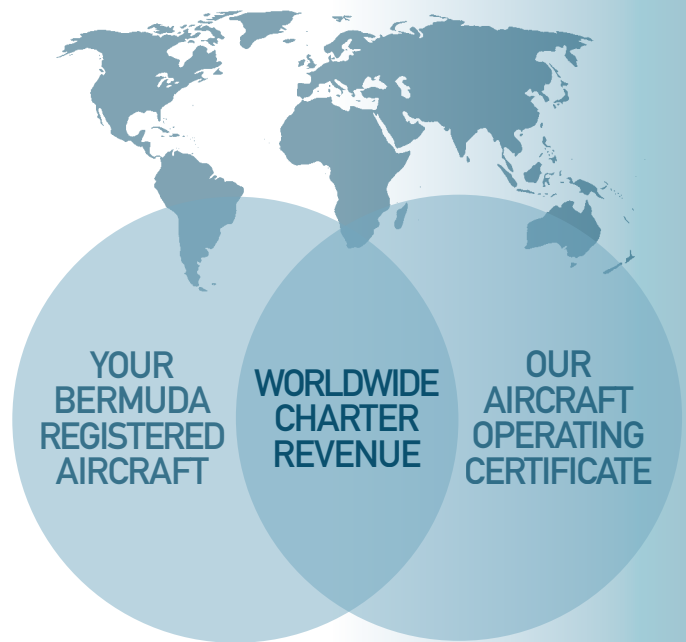 YOUR
BERMUDA
REGISTERED
AIRCRAFT
WORLDWIDE
CHARTER
REVENUE
OUR
AIRCRAFT
OPERATING
CERTIFICATE